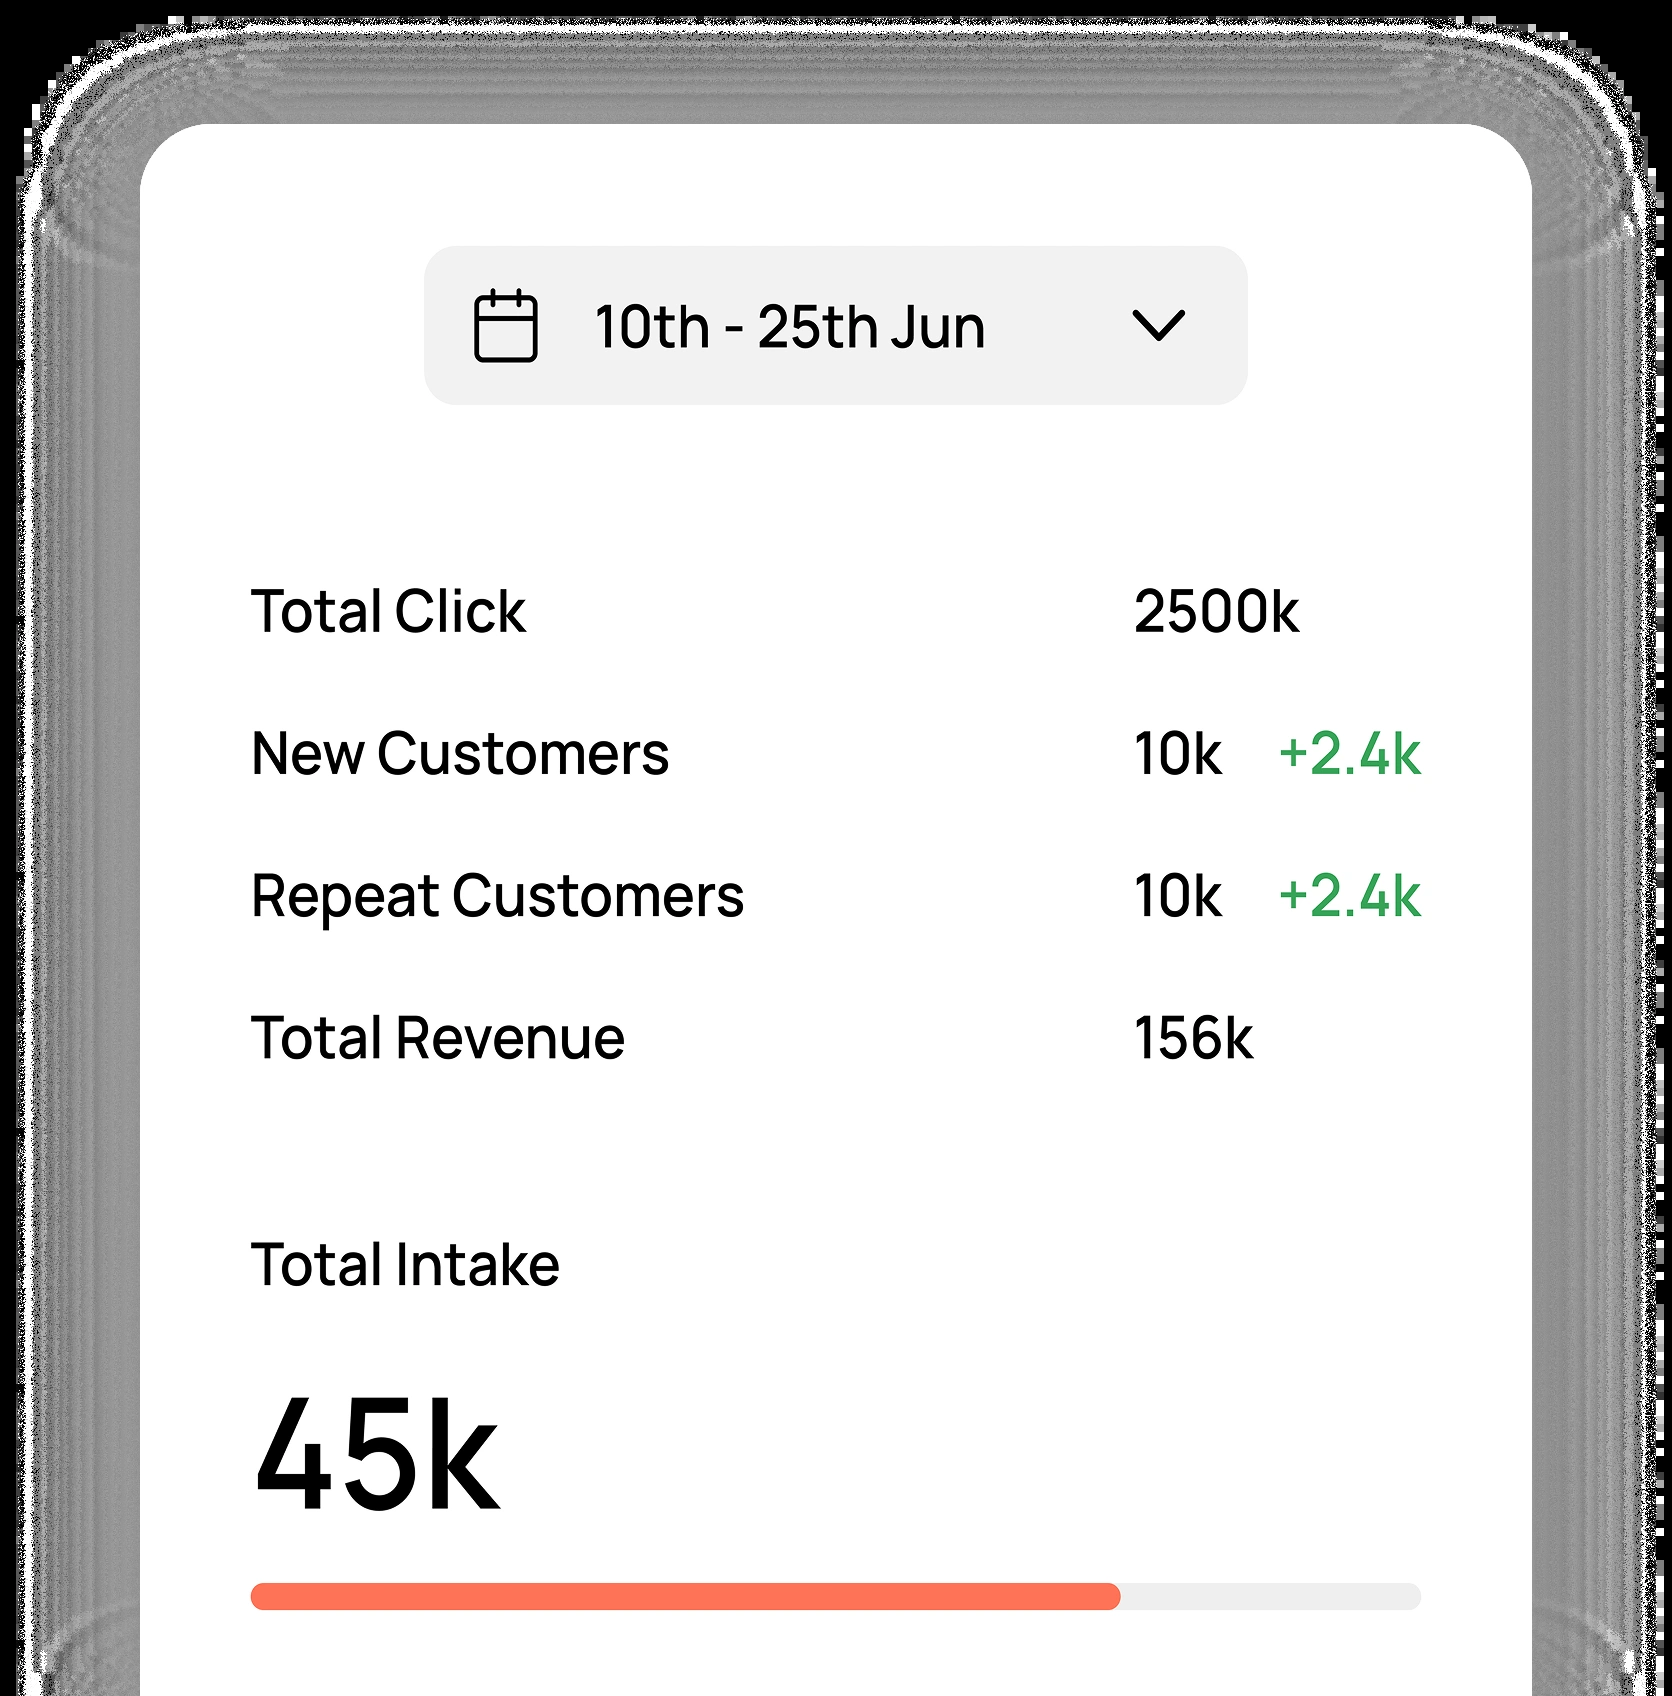 10th - 25th Jun
Total Click 2500k
New Customers 10k +2.4k
Repeat Customers 10k +2.4k
Total Revenue 156k
Total Intake
45k